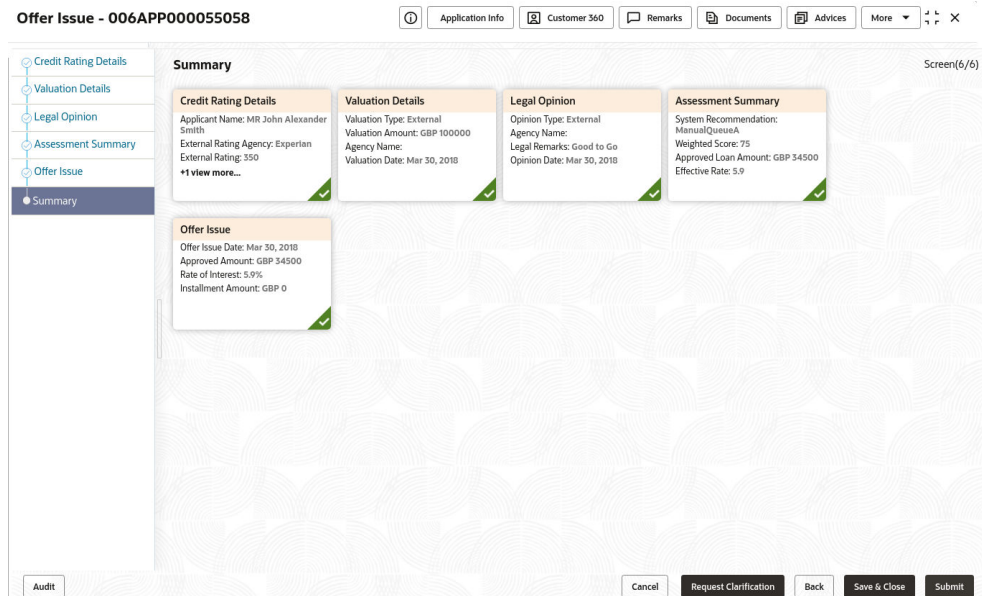 Offer Issue - 006APP000055058
Application Info
Customer 360
Remarks
Documents
Advices
More
Credit Rating Details
Valuation Details
Legal Opinion
Assessment Summary
Offer Issue
Summary
Summary
Screen(6/6)
Credit Rating Details
Applicant Name: MR John Alexander
Smith
External Rating Agency: Experian
External Rating: 350
+1 view more...
Valuation Details
Valuation Type: External
Valuation Amount: GBP 100000
Agency Name:
Valuation Date: Mar 30, 2018
Legal Opinion
Opinion Type: External
Agency Name:
Legal Remarks: Good to Go
Opinion Date: Mar 30, 2018
Assessment Summary
System Recommendation:
ManualQueueA
Weighted Score: 75
Approved Loan Amount: GBP 34500
Effective Rate: 5.9
Offer Issue
Offer Issue Date: Mar 30, 2018
Approved Amount: GBP 34500
Rate of Interest: 5.9%
Installment Amount: GBP 0
Audit
Cancel
Request Clarification
Back
Save & Close
Submit